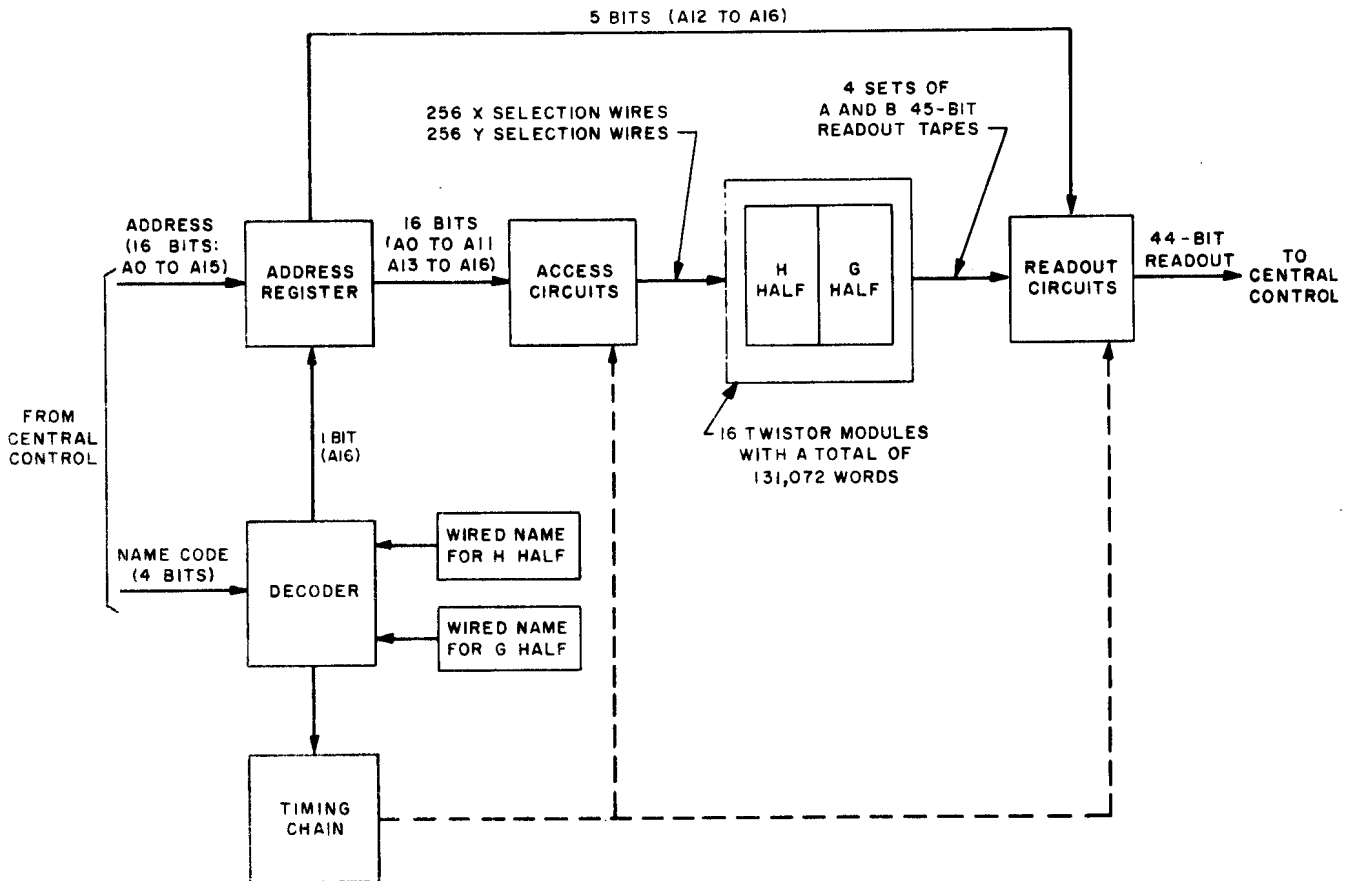 5 BITS (A12 TO A16)
256 X SELECTION WIRES
256 Y SELECTION WIRES
4 SETS OF
A AND B 45-BIT
READOUT TAPES
ADDRESS
(16 BITS:
A0 TO A15)
ADDRESS
REGISTER
16 BITS
(A0 TO A11
A13 TO A16)
ACCESS
CIRCUITS
H
HALF
G
HALF
READOUT
CIRCUITS
44-BIT
READOUT
TO
CENTRAL
CONTROL
FROM
CENTRAL
CONTROL
1 BIT
(A16)
16 TWISTOR MODULES
WITH A TOTAL OF
131,072 WORDS
NAME CODE
(4 BITS)
DECODER
WIRED NAME
FOR H HALF
WIRED NAME
FOR G HALF
TIMING
CHAIN